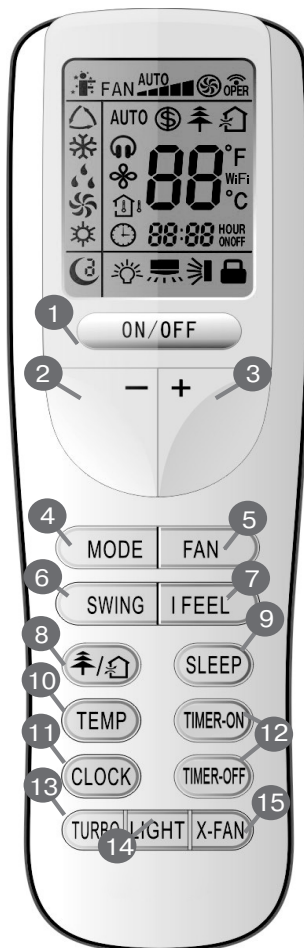 FAN AUTO OPER
AUTO
88 °F
WiFi
°C
88:88 HOUR
ONOFF
1
ON/OFF
2 − + 3
4 5
MODE FAN
6 7
SWING I FEEL
8 9
/ SLEEP
10
TEMP TIMER-ON
11 12
CLOCK TIMER-OFF
13 15
TURBO LIGHT X-FAN
14